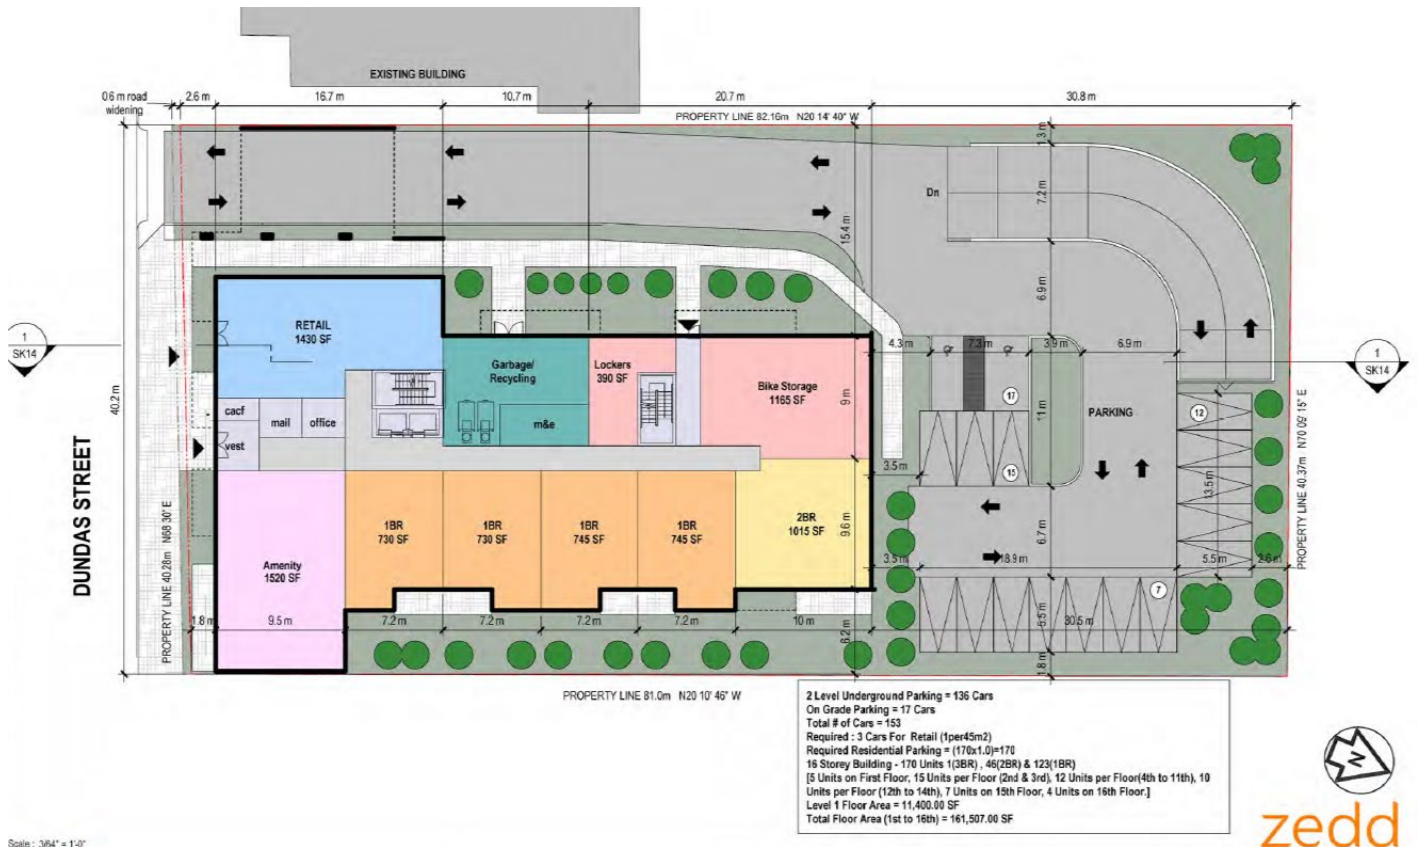 EXISTING BUILDING
0.6 m road
widening
2.6 m
16.7 m
10.7 m
20.7 m
30.8 m
PROPERTY LINE 82.16m N20 14' 40" W
1.3 m
7.2 m
Dn
15.4 m
6.9 m
RETAIL
1430 SF
1
SK14
Garbage/
Recycling
Lockers
390 SF
Bike Storage
1165 SF
9 m
4.3 m
7.3 m
3.9 m
6.9 m
1
SK14
17
11 m
PARKING
12
cacf
mail
office
m&e
vest
40.2 m
3.5 m
15
13.5 m
PROPERTY LINE 40.37m N70 09' 15" E
DUNDAS STREET
PROPERTY LINE 40.28m N68 30' E
Amenity
1520 SF
1BR
730 SF
1BR
730 SF
1BR
745 SF
1BR
745 SF
2BR
1015 SF
9.6 m
3.5 m
18.9 m
6.7 m
5.5 m
2.6 m
7
1.8 m
9.5 m
7.2 m
7.2 m
7.2 m
7.2 m
10 m
6.2 m
5.5 m
30.5 m
1.8 m
PROPERTY LINE 81.0m N20 10' 46" W
2 Level Underground Parking = 136 Cars
On Grade Parking = 17 Cars
Total # of Cars = 153
Required : 3 Cars For Retail (1per45m2)
Required Residential Parking = (170x1.0)=170
16 Storey Building - 170 Units 1(3BR) , 46(2BR) & 123(1BR)
[5 Units on First Floor, 15 Units per Floor (2nd & 3rd), 12 Units per Floor(4th to 11th), 10
Units per Floor (12th to 14th), 7 Units on 15th Floor, 4 Units on 16th Floor.]
Level 1 Floor Area = 11,400.00 SF
Total Floor Area (1st to 16th) = 161,507.00 SF
N
zedd
Scale : 3/64" = 1'-0"